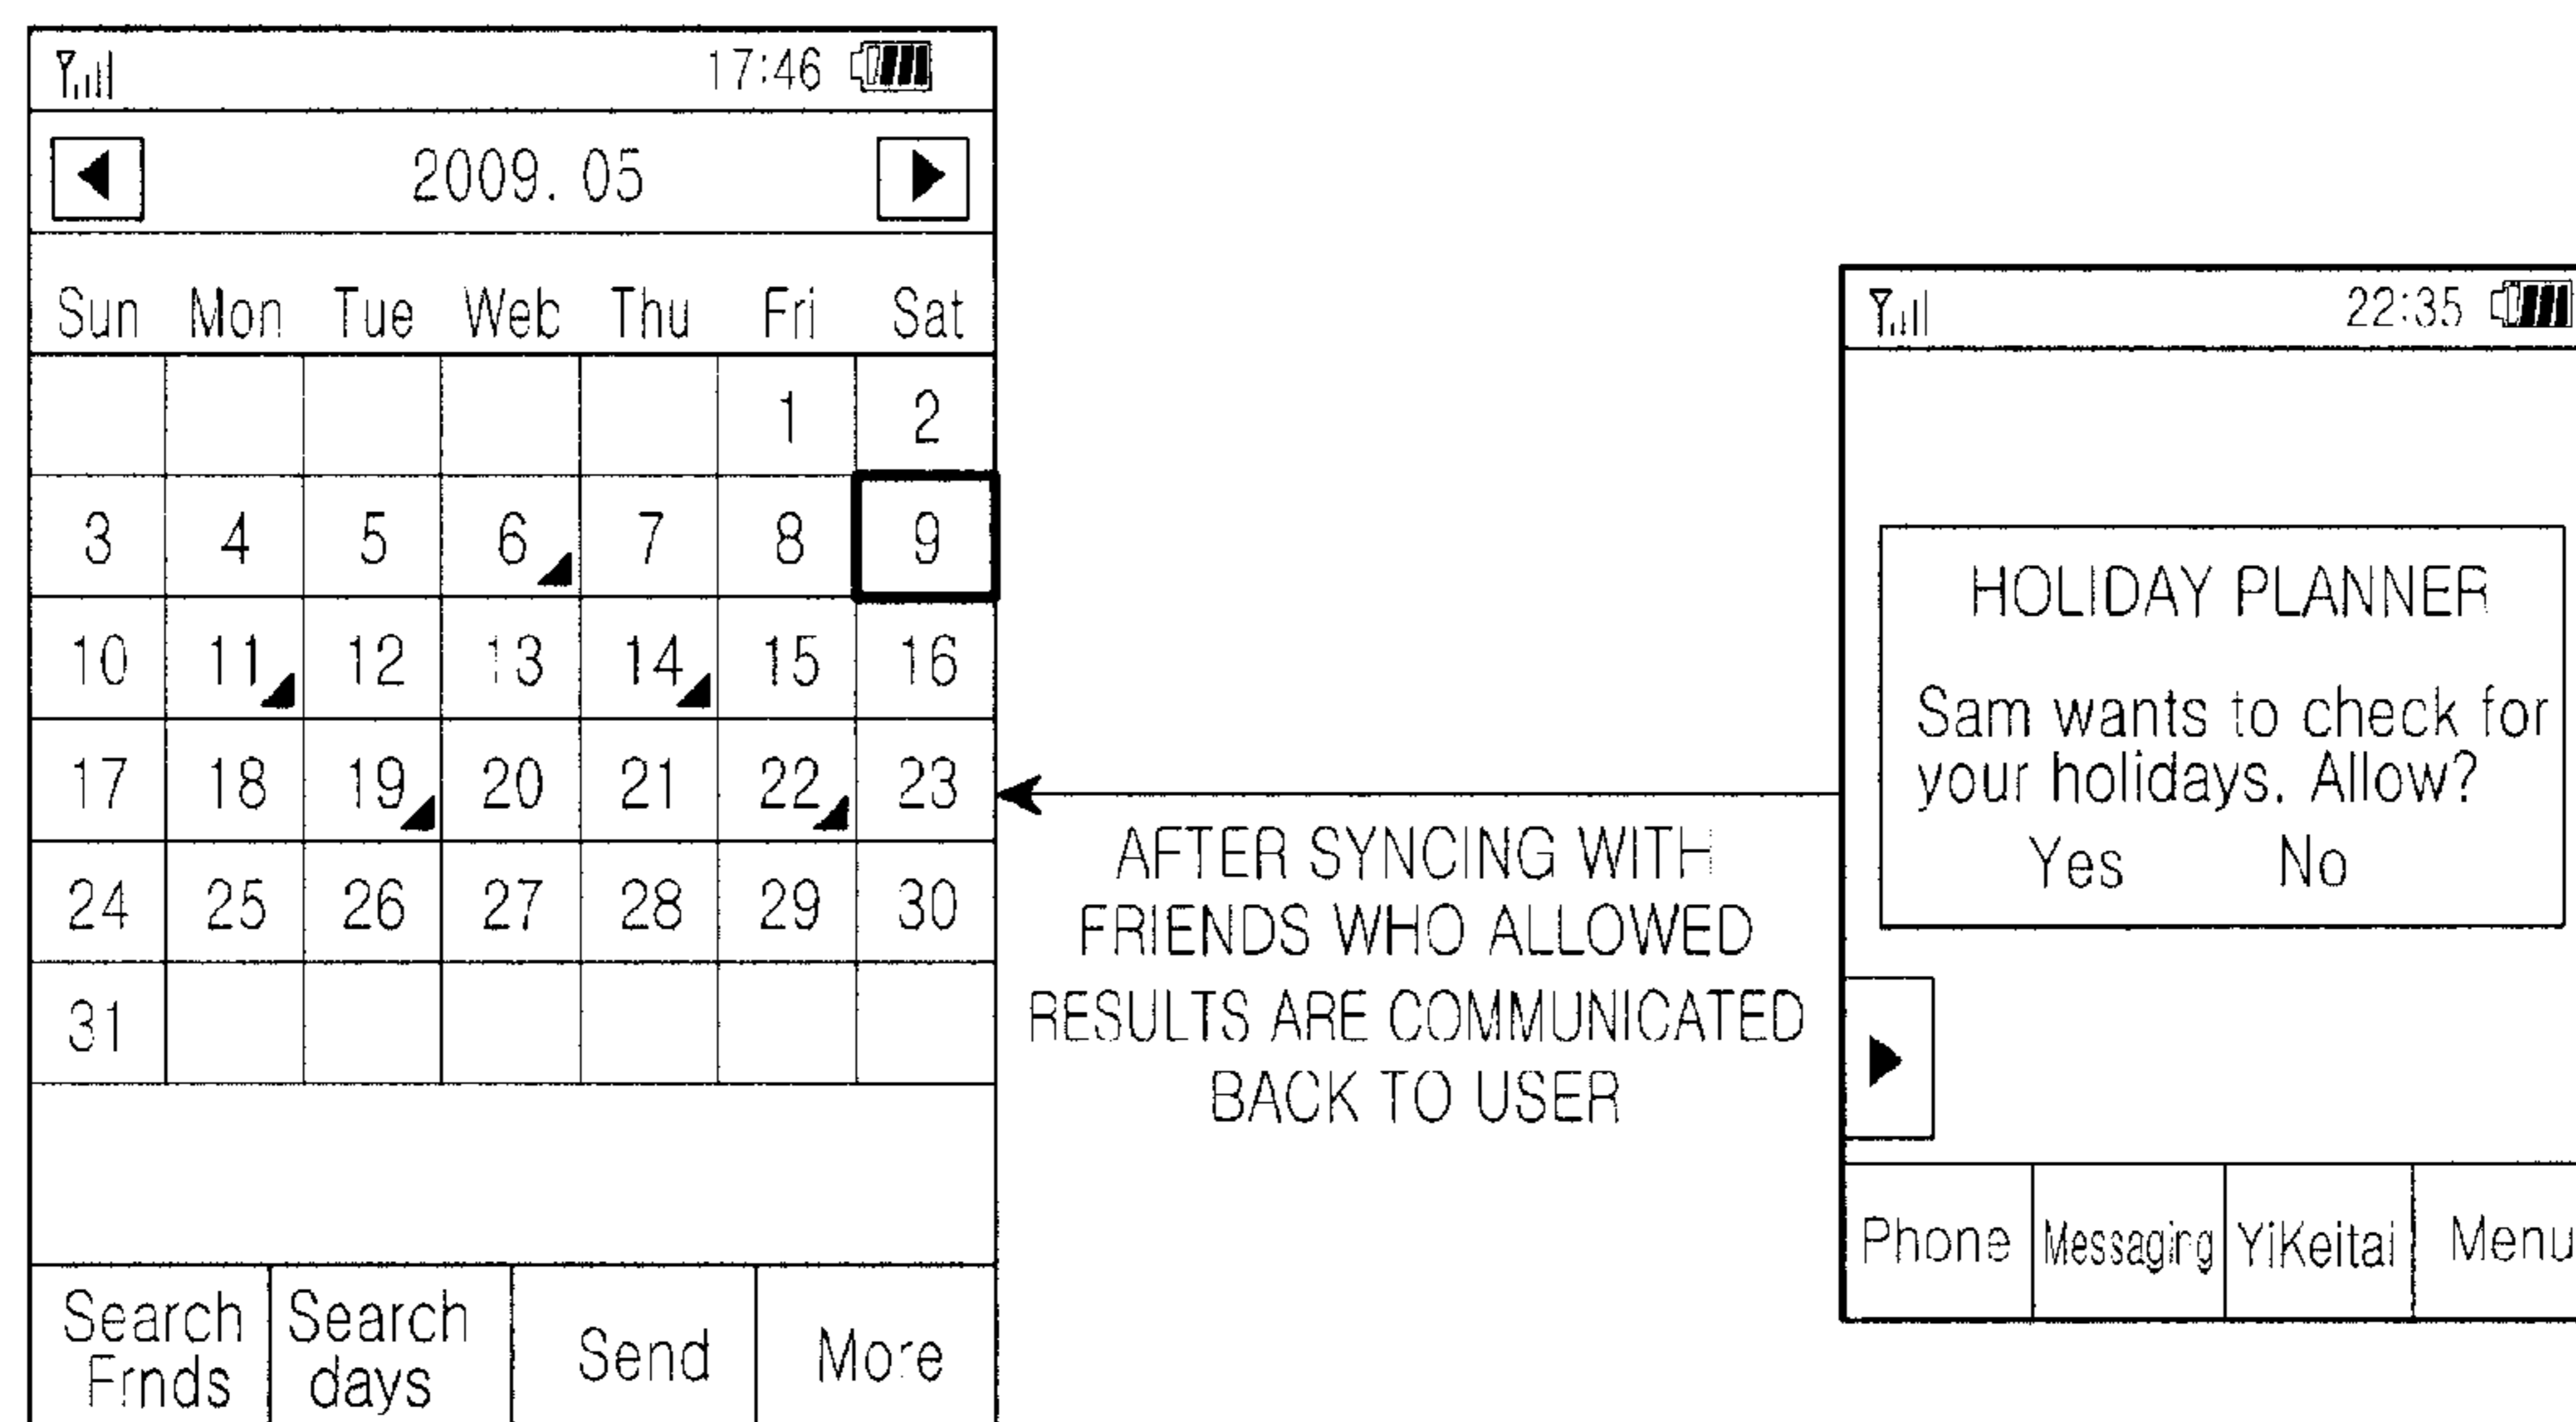 17:46
2009. 05
Sun Mon Tue Web Thu Fri Sat
1 2
3 4 5 6 7 8 9
10 11 12 13 14 15 16
17 18 19 20 21 22 23
24 25 26 27 28 29 30
31
Search Frnds
Search days
Send
More
AFTER SYNCING WITH
FRIENDS WHO ALLOWED
RESULTS ARE COMMUNICATED
BACK TO USER
22:35
HOLIDAY PLANNER
Sam wants to check for
your holidays. Allow?
Yes No
Phone Messaging YiKeitai Menu